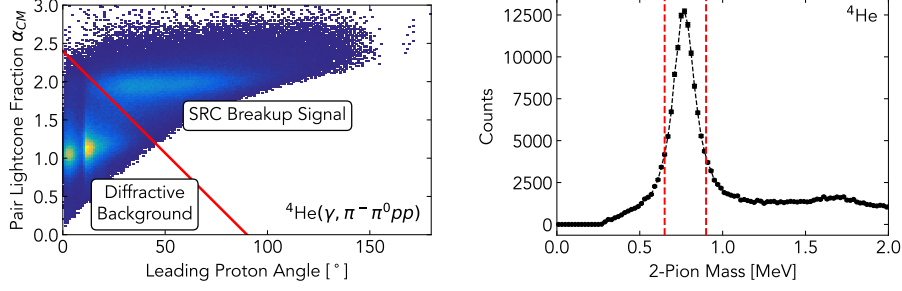 Pair Lightcone Fraction α_CM
3.0
2.5
2.0
1.5
1.0
0.5
0.0
SRC Breakup Signal
Diffractive
Background
⁴He(γ, π⁻π⁰pp)
0
50
100
150
Leading Proton Angle [°]
Counts
12500
10000
7500
5000
2500
0
⁴He
0.0
0.5
1.0
1.5
2.0
2-Pion Mass [MeV]